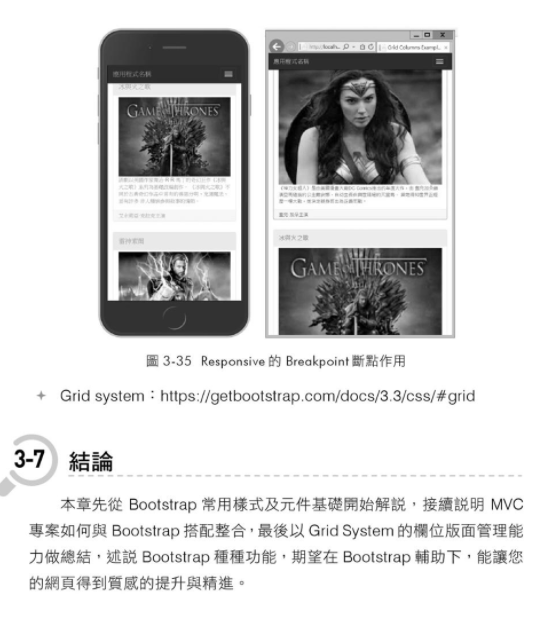 應用程式名稱
冰與火之歌
GAME OF THRONES
Grid Columns Exampl...
應用程式名稱
冰與火之歌
GAME OF THRONES
圖 3-35 Responsive 的 Breakpoint 斷點作用
+ Grid system：https://getbootstrap.com/docs/3.3/css/#grid
3-7 結論
本章先從 Bootstrap 常用樣式及元件基礎開始解說，接續說明 MVC
專案如何與 Bootstrap 搭配整合，最後以 Grid System 的欄位版面管理能
力做總結，述說 Bootstrap 種種功能，期望在 Bootstrap 輔助下，能讓您
的網頁得到質感的提升與精進。